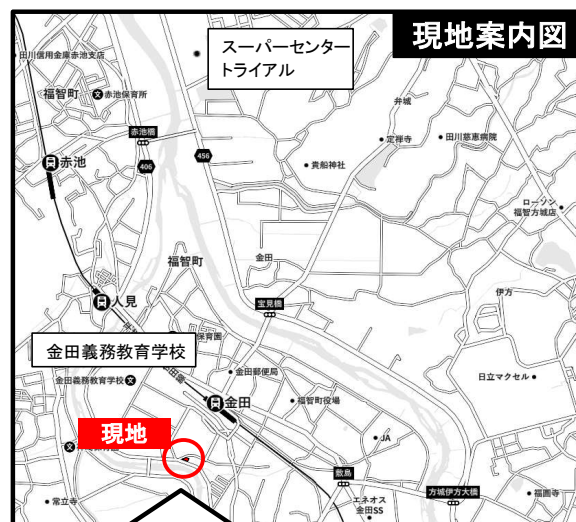 現地案内図
スーパーセンター
トライアル
田川信用金庫赤池支店
福智町
赤池保育所
赤池橋
赤池
406
456
弁城
定禅寺
田川慈恵病院
貴船神社
ローソン
福智方城店
金田
福智町
人見
宝見橋
伊方
保育園
金田義務教育学校
金田義務教育学校
金田郵便局
日立マクセル
金田
福智町役場
現地
JA
敷島
常立寺
エネオス
金田SS
方城伊方大橋
福圓寺